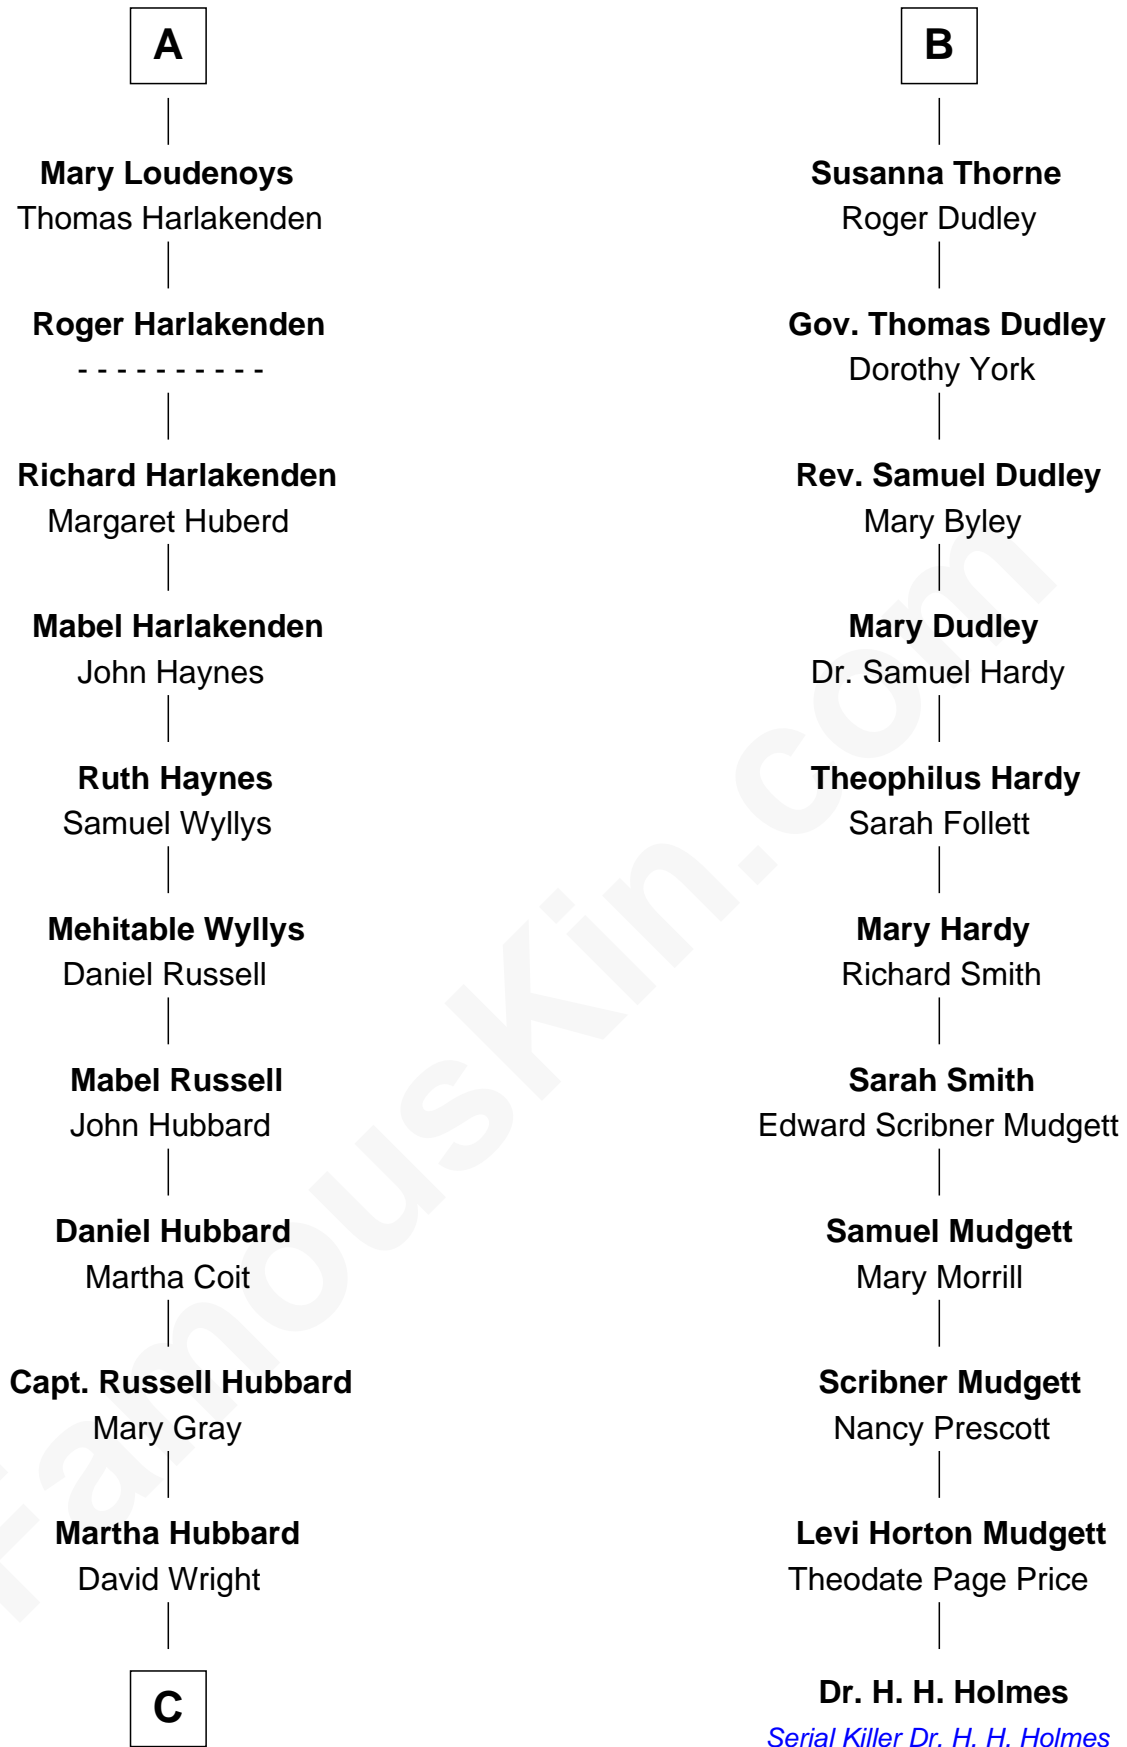 A
Mary Loudenoys
Thomas Harlakenden
Roger Harlakenden
- - - - - - - - - -
Richard Harlakenden
Margaret Huberd
Mabel Harlakenden
John Haynes
Ruth Haynes
Samuel Wyllys
Mehitable Wyllys
Daniel Russell
Mabel Russell
John Hubbard
Daniel Hubbard
Martha Coit
Capt. Russell Hubbard
Mary Gray
Martha Hubbard
David Wright
C
B
Susanna Thorne
Roger Dudley
Gov. Thomas Dudley
Dorothy York
Rev. Samuel Dudley
Mary Byley
Mary Dudley
Dr. Samuel Hardy
Theophilus Hardy
Sarah Follett
Mary Hardy
Richard Smith
Sarah Smith
Edward Scribner Mudgett
Samuel Mudgett
Mary Morrill
Scribner Mudgett
Nancy Prescott
Levi Horton Mudgett
Theodate Page Price
Dr. H. H. Holmes
Serial Killer Dr. H. H. Holmes
FamousKin.com